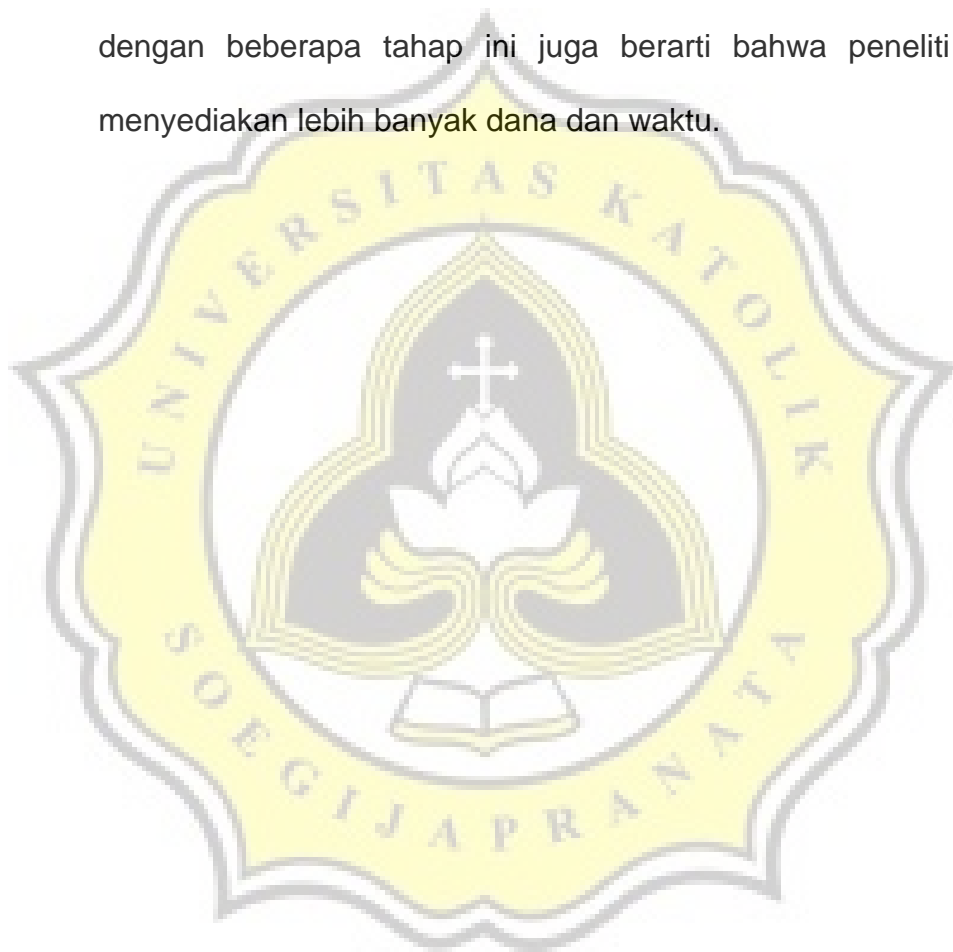 dengan beberapa tahap ini juga berarti bahwa peneliti
menyediakan lebih banyak dana dan waktu.
UNIVERSITAS KATOLIK
SOEGIJAPRANATA